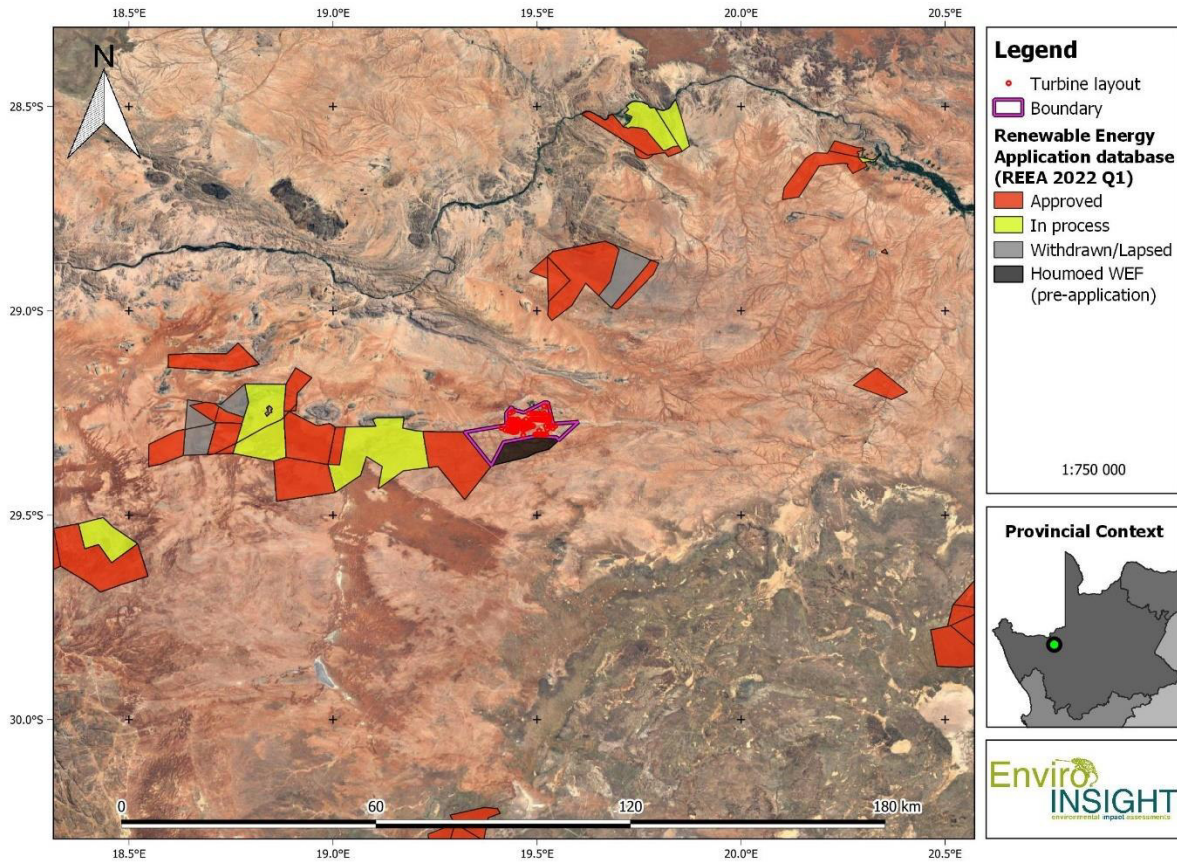 18.5°E
19.0°E
19.5°E
20.0°E
20.5°E
N
28.5°S
29.0°S
29.5°S
30.0°S
0
60
120
180 km
18.5°E
19.0°E
19.5°E
20.0°E
20.5°E
Legend
Turbine layout
Boundary
Renewable Energy
Application database
(REEA 2022 Q1)
Approved
In process
Withdrawn/Lapsed
Houmoed WEF
(pre-application)
1:750 000
Provincial Context
Enviro
INSIGHT
environmental impact assessments